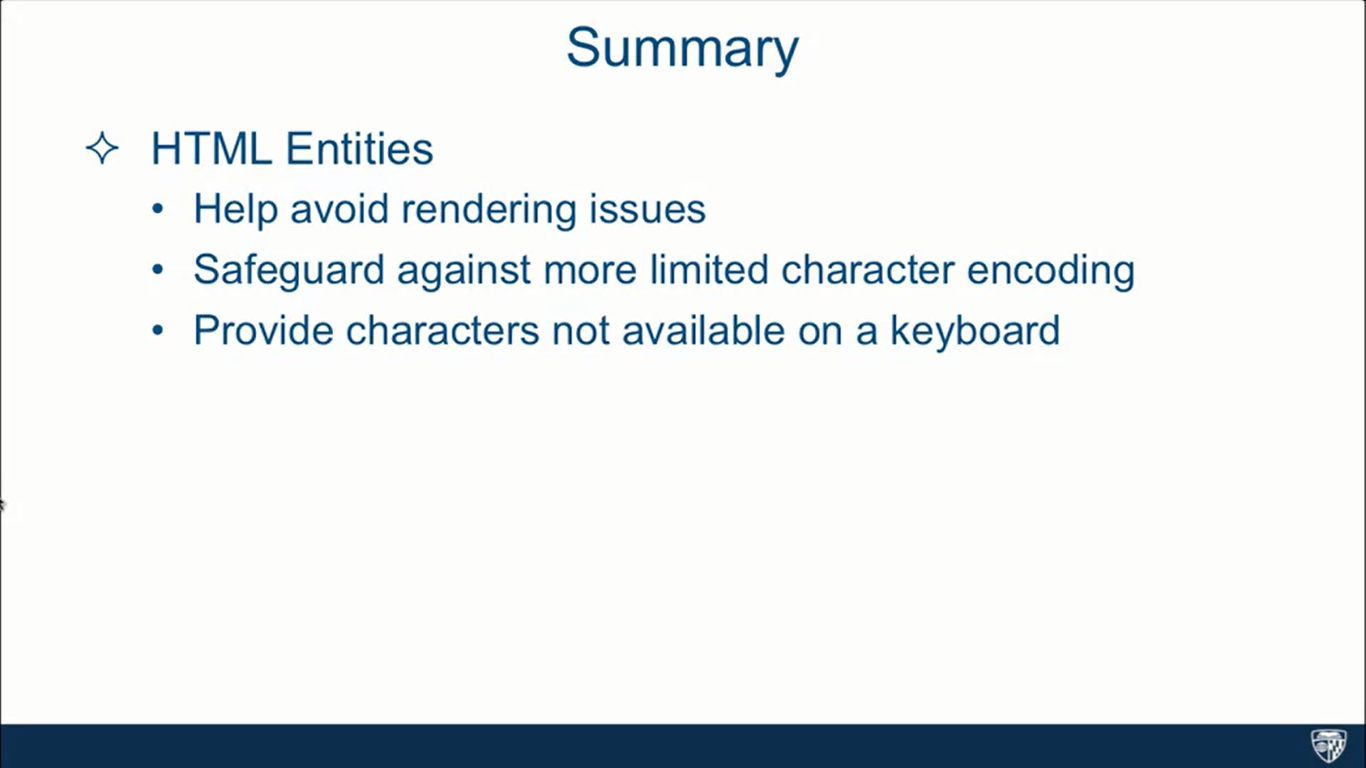 Summary
✧ HTML Entities
• Help avoid rendering issues
• Safeguard against more limited character encoding
• Provide characters not available on a keyboard